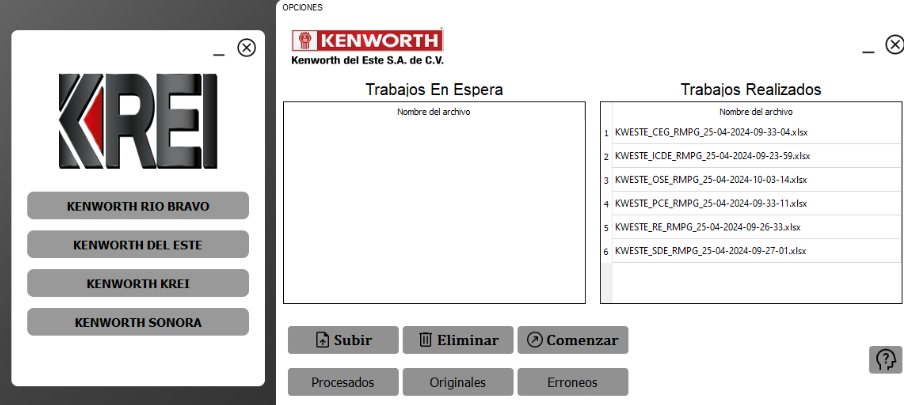 KREI
KENWORTH RIO BRAVO
KENWORTH DEL ESTE
KENWORTH KREI
KENWORTH SONORA
OPCIONES
KENWORTH
Kenworth del Este S.A. de C.V.
Trabajos En Espera
Nombre del archivo
Trabajos Realizados
Nombre del archivo
1 KWESTE_CEG_RMPG_25-04-2024-09-33-04.xlsx
2 KWESTE_ICDE_RMPG_25-04-2024-09-23-59.xlsx
3 KWESTE_OSE_RMPG_25-04-2024-10-03-14.xlsx
4 KWESTE_PCE_RMPG_25-04-2024-09-33-11.xlsx
5 KWESTE_RE_RMPG_25-04-2024-09-26-33.xlsx
6 KWESTE_SDE_RMPG_25-04-2024-09-27-01.xlsx
Subir Eliminar Comenzar
Procesados Originales Erroneos